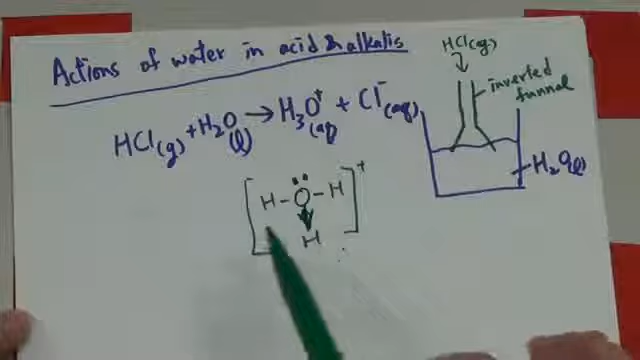 Actions of water in acid & alkalis
HCl(g)
inverted
funnel
HCl(g) + H₂O(l) → H₃O⁺(aq) + Cl⁻(aq)
H₂O(l)
[H-O-H]⁺
H